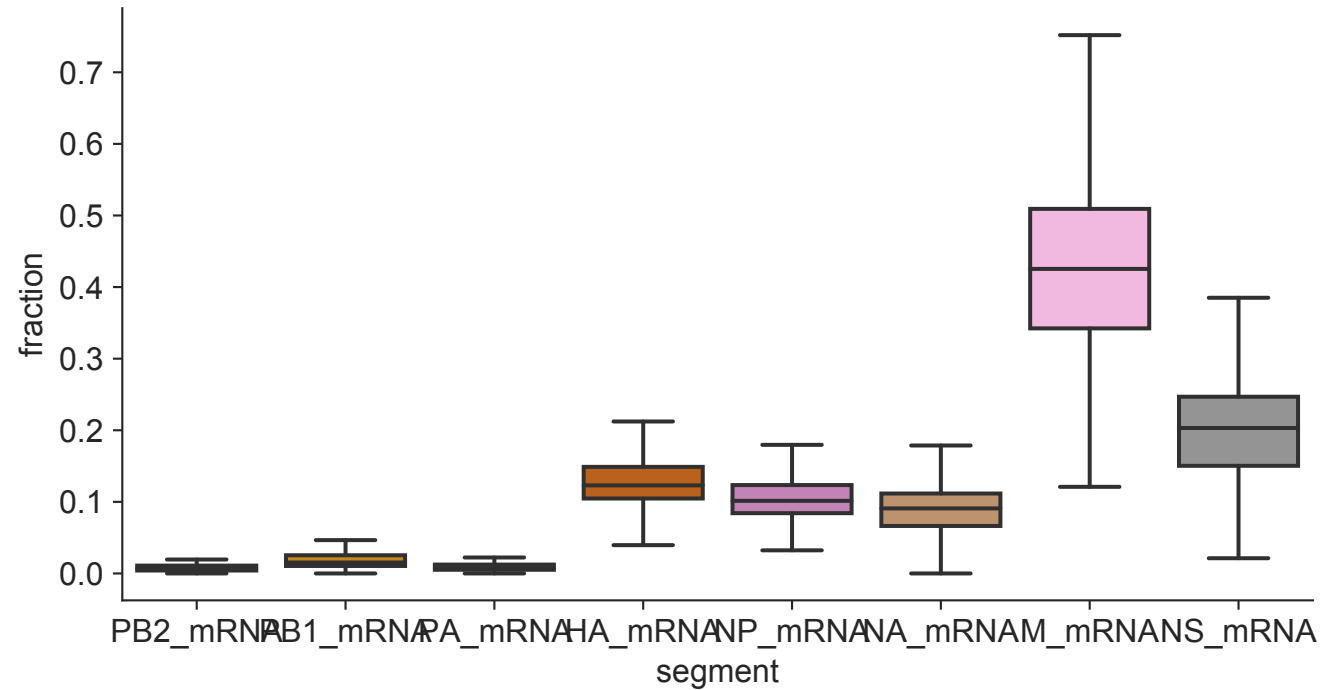 fraction
0.7
0.6
0.5
0.4
0.3
0.2
0.1
0.0
PB2_mRNA PB1_mRNA PA_mRNA HA_mRNA NP_mRNA NA_mRNA M_mRNA NS_mRNA
segment